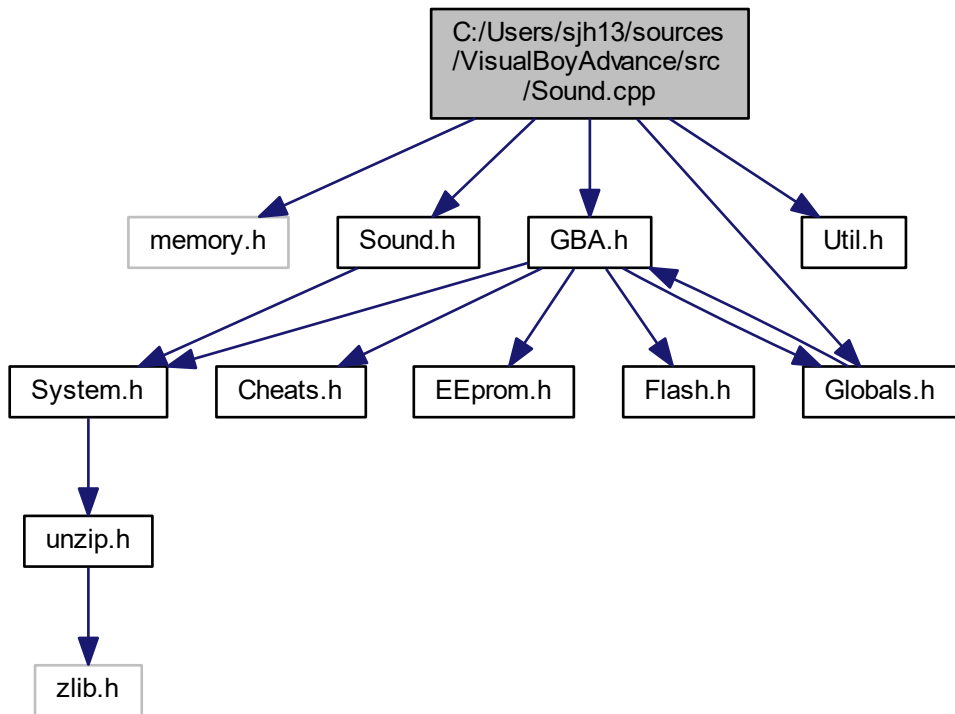 C:/Users/sjh13/sources
/VisualBoyAdvance/src
/Sound.cpp
memory.h
Sound.h
GBA.h
Util.h
System.h
Cheats.h
EEprom.h
Flash.h
Globals.h
unzip.h
zlib.h